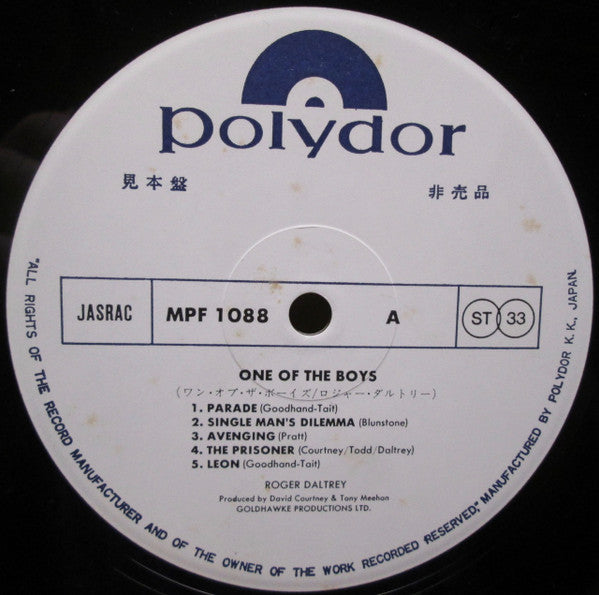 polydor
見本盤
非売品
JASRAC
MPF 1088
A
ST 33
ONE OF THE BOYS
(ワン・オブ・ザ・ボーイズ/ロジャー・ダルトリー)
1. PARADE (Goodhand-Tait)
2. SINGLE MAN'S DILEMMA (Blunstone)
3. AVENGING (Pratt)
4. THE PRISONER (Courtney/Todd/Daltrey)
5. LEON (Goodhand-Tait)
ROGER DALTREY
Produced by David Courtney & Tony Meehon
GOLDHAWKE PRODUCTIONS LTD.
"ALL RIGHTS OF THE RECORD MANUFACTURER AND OF THE OWNER OF THE WORK RECORDED RESERVED," MANUFACTURED BY POLYDOR K.K., JAPAN